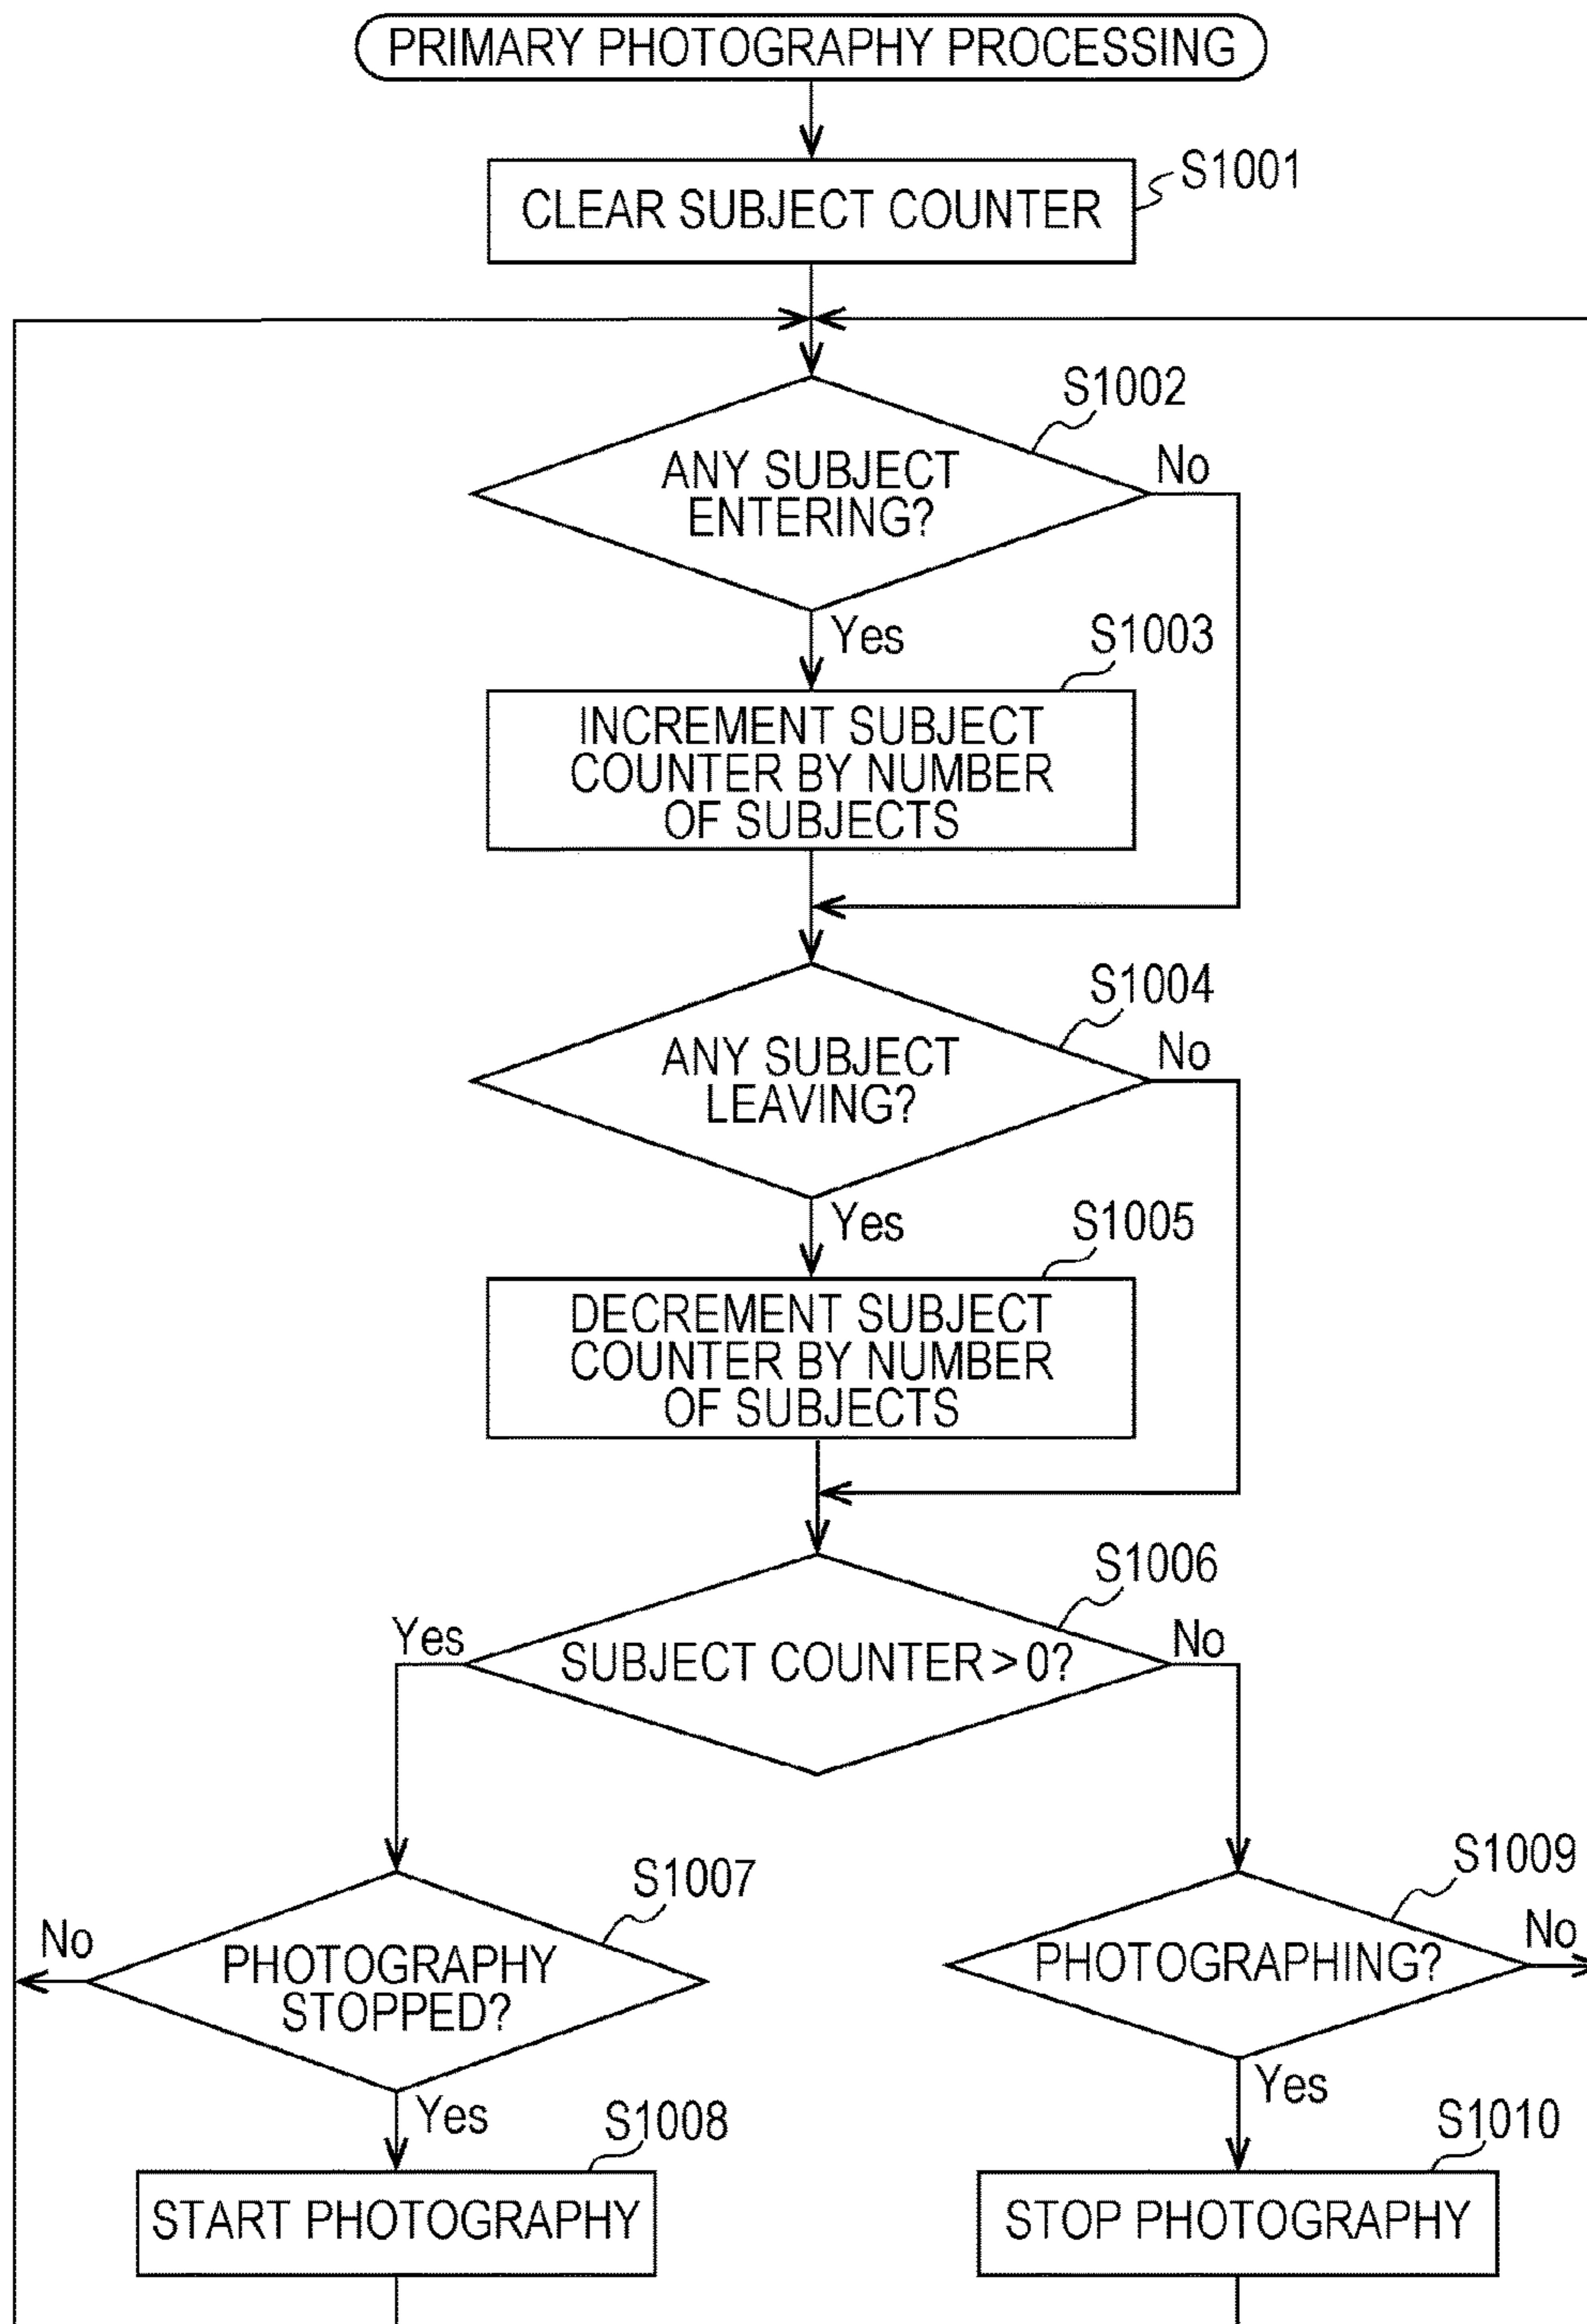 PRIMARY PHOTOGRAPHY PROCESSING
CLEAR SUBJECT COUNTER
S1001
S1002
ANY SUBJECT
ENTERING?
No
Yes
S1003
INCREMENT SUBJECT
COUNTER BY NUMBER
OF SUBJECTS
S1004
ANY SUBJECT
LEAVING?
No
Yes
S1005
DECREMENT SUBJECT
COUNTER BY NUMBER
OF SUBJECTS
S1006
Yes
SUBJECT COUNTER > 0?
No
S1007
No
PHOTOGRAPHY
STOPPED?
Yes
S1008
START PHOTOGRAPHY
S1009
PHOTOGRAPHING?
No
Yes
S1010
STOP PHOTOGRAPHY